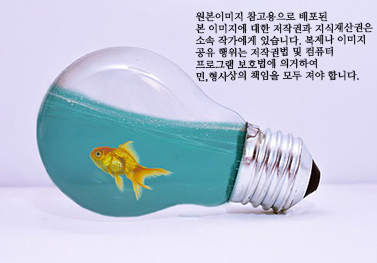 원본이미지 참고용으로 배포된
본 이미지에 대한 저작권과 지식재산권은
소속 작가에게 있습니다. 복제나 이미지
공유 행위는 저작권법 및 컴퓨터
프로그램 보호법에 의거하여
민,형사상의 책임을 모두 져야 합니다.